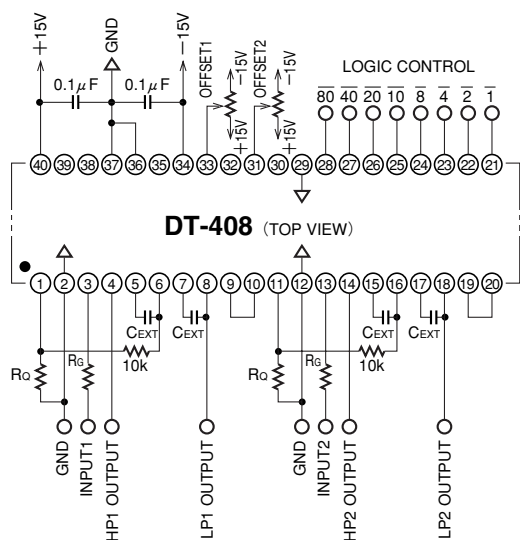 +15V
GND
−15V
OFFSET1
−15V
+15V
OFFSET2
−15V
+15V
LOGIC CONTROL
0.1μF
0.1μF
80 40 20 10 8 4 2 1
40 39 38 37 36 35 34 33 32 31 30 29 28 27 26 25 24 23 22 21
DT-408 (TOP VIEW)
1 2 3 4 5 6 7 8 9 10 11 12 13 14 15 16 17 18 19 20
CEXT CEXT CEXT CEXT
RQ RG 10k RQ RG 10k
GND
INPUT1
HP1 OUTPUT
LP1 OUTPUT
GND
INPUT2
HP2 OUTPUT
LP2 OUTPUT